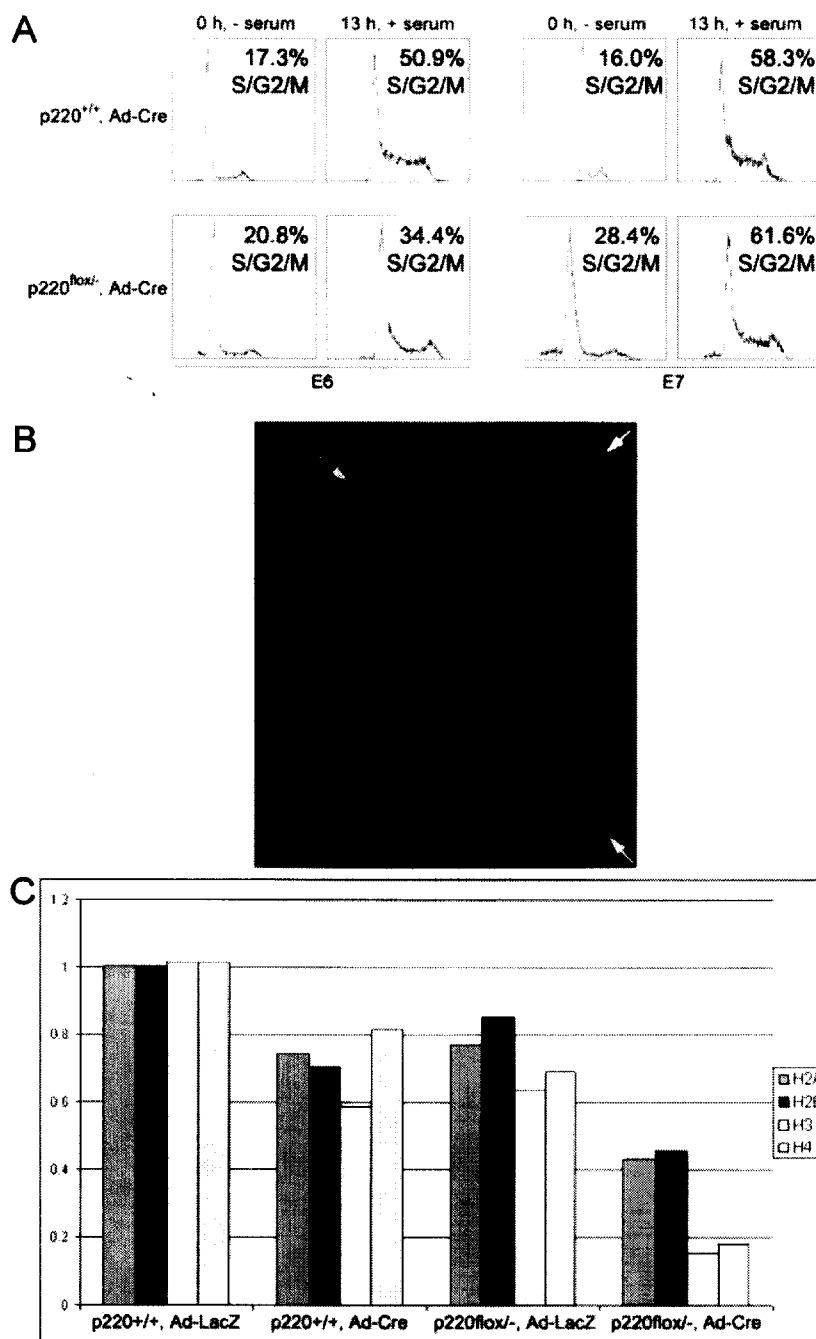 A
0 h, - serum
13 h, + serum
0 h, - serum
13 h, + serum
p220+/+, Ad-Cre
17.3%
S/G2/M
50.9%
S/G2/M
16.0%
S/G2/M
58.3%
S/G2/M
p220flox/-, Ad-Cre
20.8%
S/G2/M
34.4%
S/G2/M
28.4%
S/G2/M
61.6%
S/G2/M
E6
E7
B
C
1.2
1
0.8
0.6
0.4
0.2
0
p220+/+, Ad-LacZ
p220+/+, Ad-Cre
p220flox/-, Ad-LacZ
p220flox/-, Ad-Cre
H2A
H2B
H3
H4